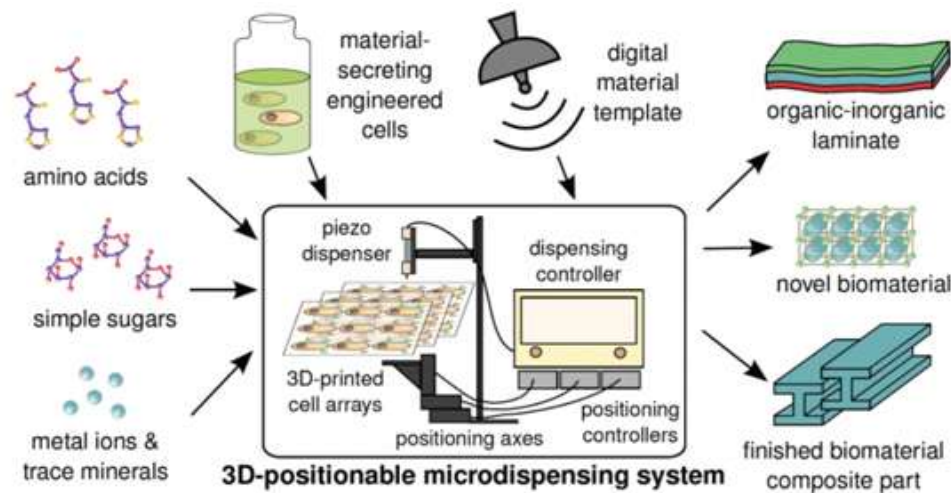 material-
secreting
engineered
cells
digital
material
template
organic-inorganic
laminate
amino acids
piezo
dispenser
dispensing
controller
simple sugars
novel biomaterial
3D-printed
cell arrays
positioning axes
positioning
controllers
metal ions &
trace minerals
finished biomaterial
composite part
3D-positionable microdispensing system